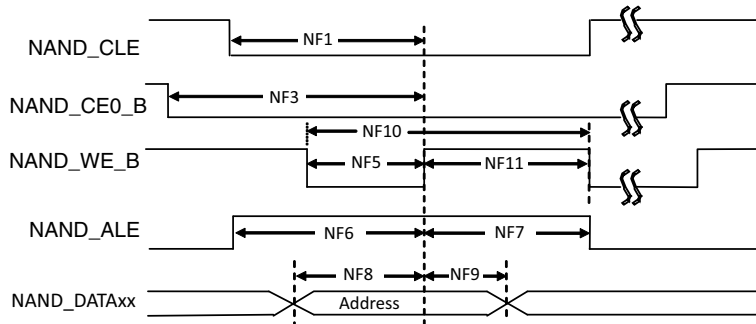 NF1
NAND_CLE
NF3
NAND_CE0_B
NF10
NAND_WE_B
NF5
NF11
NAND_ALE
NF6
NF7
NF8
NF9
NAND_DATAxx
Address